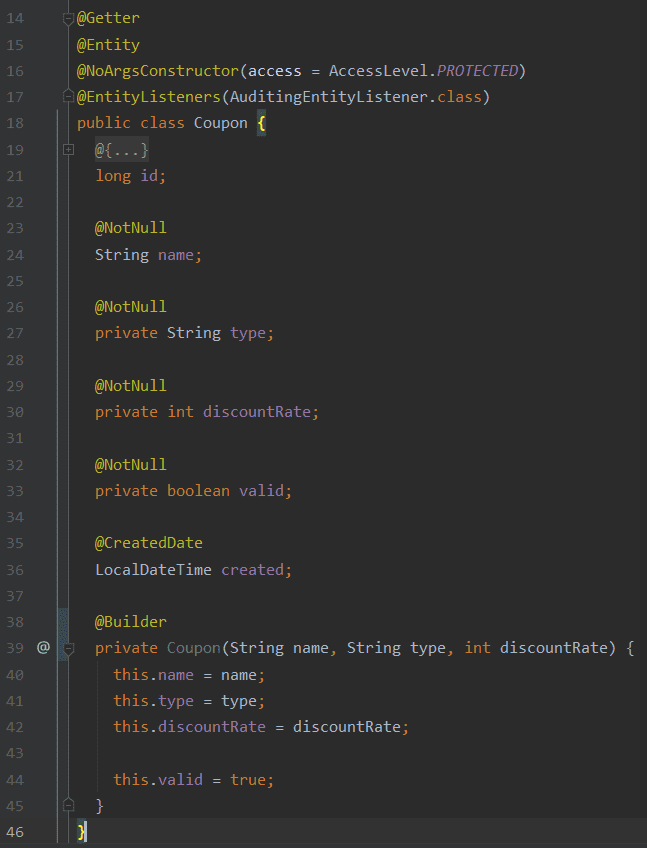 14 @Getter
15 @Entity
16 @NoArgsConstructor(access = AccessLevel.PROTECTED)
17 @EntityListeners(AuditingEntityListener.class)
18 public class Coupon {
19 @{...}
21 long id;
22
23 @NotNull
24 String name;
25
26 @NotNull
27 private String type;
28
29 @NotNull
30 private int discountRate;
31
32 @NotNull
33 private boolean valid;
34
35 @CreatedDate
36 LocalDateTime created;
37
38 @Builder
39 @ private Coupon(String name, String type, int discountRate) {
40 this.name = name;
41 this.type = type;
42 this.discountRate = discountRate;
43
44 this.valid = true;
45 }
46 }